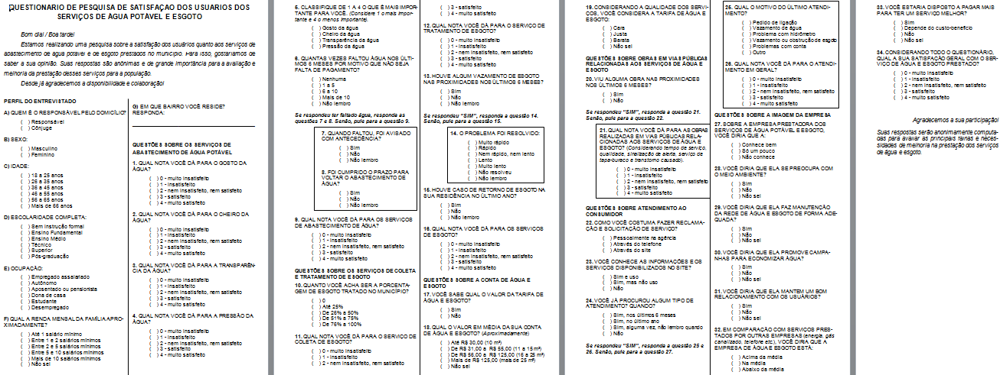 QUESTIONARIO DE PESQUISA DE SATISFAÇAO DOS USUARIOS DOS
SERVIÇOS DE ÁGUA POTÁVEL E ESGOTO
Bom dia! / Boa tarde!
Estamos realizando uma pesquisa sobre a satisfação dos usuários quanto aos serviços de
abastecimento de água potável e de esgoto prestados no município. Para isso, gostaríamos de
saber a sua opinião. Suas respostas são anônimas e de grande importância para a avaliação e
melhoria da prestação desses serviços para a população.
Desde já agradecemos a disponibilidade e colaboração!
PERFIL DO ENTREVISTADO
A) QUEM É O RESPONSÁVEL PELO DOMICÍLIO?
( ) Responsável
( ) Cônjuge
B) SEXO:
( ) Masculino
( ) Feminino
C) IDADE:
( ) 18 a 25 anos
( ) 26 a 35 anos
( ) 36 a 45 anos
( ) 46 a 55 anos
( ) 56 a 65 anos
( ) Mais de 66 anos
D) ESCOLARIDADE COMPLETA:
( ) Sem instrução formal
( ) Ensino Fundamental
( ) Ensino Médio
( ) Técnico
( ) Superior
( ) Pós-graduação
E) OCUPAÇÃO:
( ) Empregado assalariado
( ) Autônomo
( ) Aposentado ou pensionista
( ) Dona de casa
( ) Estudante
( ) Desempregado
F) QUAL A RENDA MENSAL DA FAMÍLIA APRO-
XIMADAMENTE?
( ) Até 1 salário mínimo
( ) Entre 1 e 2 salários mínimos
( ) Entre 2 e 5 salários mínimos
( ) Entre 5 e 10 salários mínimos
( ) Mais de 10 salários mínimos
( ) Não sei
G) EM QUE BAIRRO VOCÊ RESIDE?
RESPONDA:
QUESTÕES SOBRE OS SERVIÇOS DE
ABASTECIMENTO DE ÁGUA POTÁVEL
1. QUAL NOTA VOCÊ DÁ PARA O GOSTO DA
ÁGUA?
( ) 0 - muito insatisfeito
( ) 1 - insatisfeito
( ) 2 - nem insatisfeito, nem satisfeito
( ) 3 - satisfeito
( ) 4 - muito satisfeito
2. QUAL NOTA VOCÊ DÁ PARA O CHEIRO DA
ÁGUA?
( ) 0 - muito insatisfeito
( ) 1 - insatisfeito
( ) 2 - nem insatisfeito, nem satisfeito
( ) 3 - satisfeito
( ) 4 - muito satisfeito
3. QUAL NOTA VOCÊ DÁ PARA A TRANSPARÊN-
CIA DA ÁGUA?
( ) 0 - muito insatisfeito
( ) 1 - insatisfeito
( ) 2 - nem insatisfeito, nem satisfeito
( ) 3 - satisfeito
( ) 4 - muito satisfeito
4. QUAL NOTA VOCÊ DÁ PARA A PRESSÃO DA
ÁGUA?
( ) 0 - muito insatisfeito
( ) 1 - insatisfeito
( ) 2 - nem insatisfeito, nem satisfeito
( ) 3 - satisfeito
( ) 4 - muito satisfeito
5. CLASSIFIQUE DE 1 A 4 O QUE É MAIS IMPOR-
TANTE PARA VOCÊ. (Considere 1 o mais impor-
tante e 4 o menos importante).
( ) Gosto da água
( ) Cheiro da água
( ) Transparência da água
( ) Pressão da água
6. QUANTAS VEZES FALTOU ÁGUA NOS ÚLTI-
MOS 6 MESES POR MOTIVO QUE NÃO SEJA
FALTA DE PAGAMENTO?
( ) Nenhuma
( ) 1 a 5
( ) 6 a 10
( ) Mais de 10
( ) Não lembro
Se respondeu ter faltado água, responda as
questões 7 e 8. Senão, pule para a questão 9.
7. QUANDO FALTOU, FOI AVISADO
COM ANTECEDÊNCIA?
( ) Sim
( ) Não
( ) Não lembro
8. FOI CUMPRIDO O PRAZO PARA
VOLTAR O ABASTECIMENTO DE
ÁGUA?
( ) Sim
( ) Não
( ) Não lembro
9. QUAL NOTA VOCÊ DÁ PARA OS SERVIÇOS
DE ABASTECIMENTO DE ÁGUA?
( ) 0 - muito insatisfeito
( ) 1 - insatisfeito
( ) 2 - nem insatisfeito, nem satisfeito
( ) 3 - satisfeito
( ) 4 - muito satisfeito
QUESTÕES SOBRE OS SERVIÇOS DE COLETA
E TRATAMENTO DE ESGOTO
10. QUANTO VOCÊ ACHA SER A PORCENTA-
GEM DE ESGOTO TRATADO NO MUNICÍPIO?
( ) 0
( ) Até 25%
( ) De 26% a 50%
( ) De 51% a 75%
( ) De 76% a 100%
11. QUAL NOTA VOCÊ DÁ PARA O SERVIÇO DE
COLETA DE ESGOTO?
( ) 0 - muito insatisfeito
( ) 1 - insatisfeito
( ) 2 - nem insatisfeito, nem satisfeito
( ) 3 - satisfeito
( ) 4 - muito satisfeito
12. QUAL NOTA VOCÊ DÁ PARA O SERVIÇO DE
TRATAMENTO DE ESGOTO?
( ) 0 - muito insatisfeito
( ) 1 - insatisfeito
( ) 2 - nem insatisfeito, nem satisfeito
( ) 3 - satisfeito
( ) 4 - muito satisfeito
13. HOUVE ALGUM VAZAMENTO DE ESGOTO
NAS PROXIMIDADES NOS ÚLTIMOS 6 MESES?
( ) Sim
( ) Não
( ) Não lembro
Se respondeu “SIM”, responda a questão 14.
Senão, pule para a questão 15.
14. O PROBLEMA FOI RESOLVIDO:
( ) Muito rápido
( ) Rápido
( ) Nem rápido, nem lento
( ) Lento
( ) Muito lento
( ) Não resolveu
( ) Não lembro
15. HOUVE CASO DE RETORNO DE ESGOTO NA
SUA RESIDÊNCIA NO ÚLTIMO ANO?
( ) Sim
( ) Não
( ) Não lembro
16. QUAL NOTA VOCÊ DÁ PARA OS SERVIÇOS
DE ESGOTO?
( ) 0 - muito insatisfeito
( ) 1 - insatisfeito
( ) 2 - nem insatisfeito, nem satisfeito
( ) 3 - satisfeito
( ) 4 - muito satisfeito
QUESTÕES SOBRE A CONTA DE ÁGUA E
ESGOTO
17. VOCÊ SABE QUAL O VALOR DA TARIFA DE
ÁGUA E ESGOTO?
( ) Sim
( ) Não
18. QUAL O VALOR EM MÉDIA DA SUA CONTA
DE ÁGUA E ESGOTO? (Aproximadamente)
( ) Até R$ 30,00 (10 m³)
( ) De R$ 31,00 a R$ 55,00 (11 a 15 m³)
( ) De R$ 56,00 a R$ 125,00 (16 a 25 m³)
( ) Mais de R$ 125,00 (mais de 25 m³)
( ) Não sei
19. CONSIDERANDO A QUALIDADE DOS SERVI-
ÇOS, VOCÊ CONSIDERA A TARIFA DE ÁGUA E
ESGOTO:
( ) Cara
( ) Justa
( ) Barata
( ) Não sei
QUESTÕES SOBRE OBRAS EM VIAS PÚBLICAS
RELACIONADAS AOS SERVIÇOS DE ÁGUA E
ESGOTO
20. VIU ALGUMA OBRA NAS PROXIMIDADES
NOS ÚLTIMOS 6 MESES?
( ) Sim
( ) Não
Se respondeu “SIM”, responda a questão 21.
Senão, pule para a questão 22.
21. QUAL NOTA VOCÊ DÁ PARA AS OBRAS
REALIZADAS EM VIAS PÚBLICAS RELA-
CIONADAS AOS SERVIÇOS DE ÁGUA E
ESGOTO? (Considerando tempo de serviço,
qualidade, sinalização de alerta, serviço de
tapa-buraco e transtorno causado).
( ) 0 - muito insatisfeito
( ) 1 - insatisfeito
( ) 2 - nem insatisfeito, nem satisfeito
( ) 3 - satisfeito
( ) 4 - muito satisfeito
QUESTÕES SOBRE ATENDIMENTO AO
CONSUMIDOR
22. COMO VOCÊ COSTUMA FAZER RECLAMA-
ÇÃO E SOLICITAÇÃO DE SERVIÇO?
( ) Pessoalmente na agência
( ) Através do telefone
( ) Através do site
23. VOCÊ CONHECE AS INFORMAÇÕES E OS
SERVIÇOS DISPONIBILIZADOS NO SITE?
( ) Sim e uso
( ) Sim, mas não uso
( ) Não
24. VOCÊ JÁ PROCUROU ALGUM TIPO DE
ATENDIMENTO? QUANDO?
( ) Sim, nos últimos 6 meses
( ) Sim, no último ano
( ) Sim, alguma vez, não lembro quando
( ) Não
Se respondeu “SIM”, responda as questões 25 e
26. Senão, pule para a questão 27.
25. QUAL O MOTIVO DO ÚLTIMO ATENDI-
MENTO?
( ) Pedido de ligação
( ) Vazamento de água
( ) Problema com hidrômetro
( ) Vazamento ou obstrução de esgoto
( ) Problemas com conta
( ) Outro
26. QUAL NOTA VOCÊ DÁ PARA O ATENDI-
MENTO EM GERAL?
( ) 0 - muito insatisfeito
( ) 1 - insatisfeito
( ) 2 - nem insatisfeito, nem satisfeito
( ) 3 - satisfeito
( ) 4 - muito satisfeito
QUESTÕES SOBRE A IMAGEM DA EMPRESA
27. SOBRE A EMPRESA PRESTADORA DOS
SERVIÇOS DE ÁGUA POTÁVEL E ESGOTO,
VOCÊ DIRIA QUE A:
( ) Conhece bem
( ) Só um pouco
( ) Não conhece
28. VOCÊ DIRIA QUE ELA SE PREOCUPA COM
O MEIO AMBIENTE?
( ) Sim
( ) Não
( ) Não sei
29. VOCÊ DIRIA QUE ELA FAZ MANUTENÇÃO
DA REDE DE ÁGUA E ESGOTO DE FORMA ADE-
QUADA?
( ) Sim
( ) Não
( ) Não sei
30. VOCÊ DIRIA QUE ELA PROMOVE CAMPA-
NHAS PARA ECONOMIZAR ÁGUA?
( ) Sim
( ) Não
( ) Não sei
31. VOCÊ DIRIA QUE ELA MANTEM UM BOM
RELACIONAMENTO COM OS USUÁRIOS?
( ) Sim
( ) Não
( ) Não sei
32. EM COMPARAÇÃO COM SERVIÇOS PRES-
TADOS POR OUTRAS EMPRESAS (energia, gás
canalizado, telefone etc.), VOCÊ DIRIA QUE A
EMPRESA DE ÁGUA E ESGOTO ESTÁ:
( ) Acima da média
( ) Na média
( ) Abaixo da média
33. VOCÊ ESTARIA DISPOSTO A PAGAR MAIS
PARA TER UM SERVIÇO MELHOR?
( ) Sim
( ) Depende do custo-benefício
( ) Não
( ) Não sei
34. CONSIDERANDO TODO O QUESTIONÁRIO,
QUAL A SUA SATISFAÇÃO GERAL COM O SER-
VIÇO DE ÁGUA E ESGOTO PRESTADO?
( ) 0 - muito insatisfeito
( ) 1 - insatisfeito
( ) 2 - nem insatisfeito, nem satisfeito
( ) 3 - satisfeito
( ) 4 - muito satisfeito
Agradecemos a sua participação!
Suas respostas serão anonimamente computa-
das para avaliar as principais falhas e neces-
sidades de melhoria na prestação dos serviços
de água e esgoto.